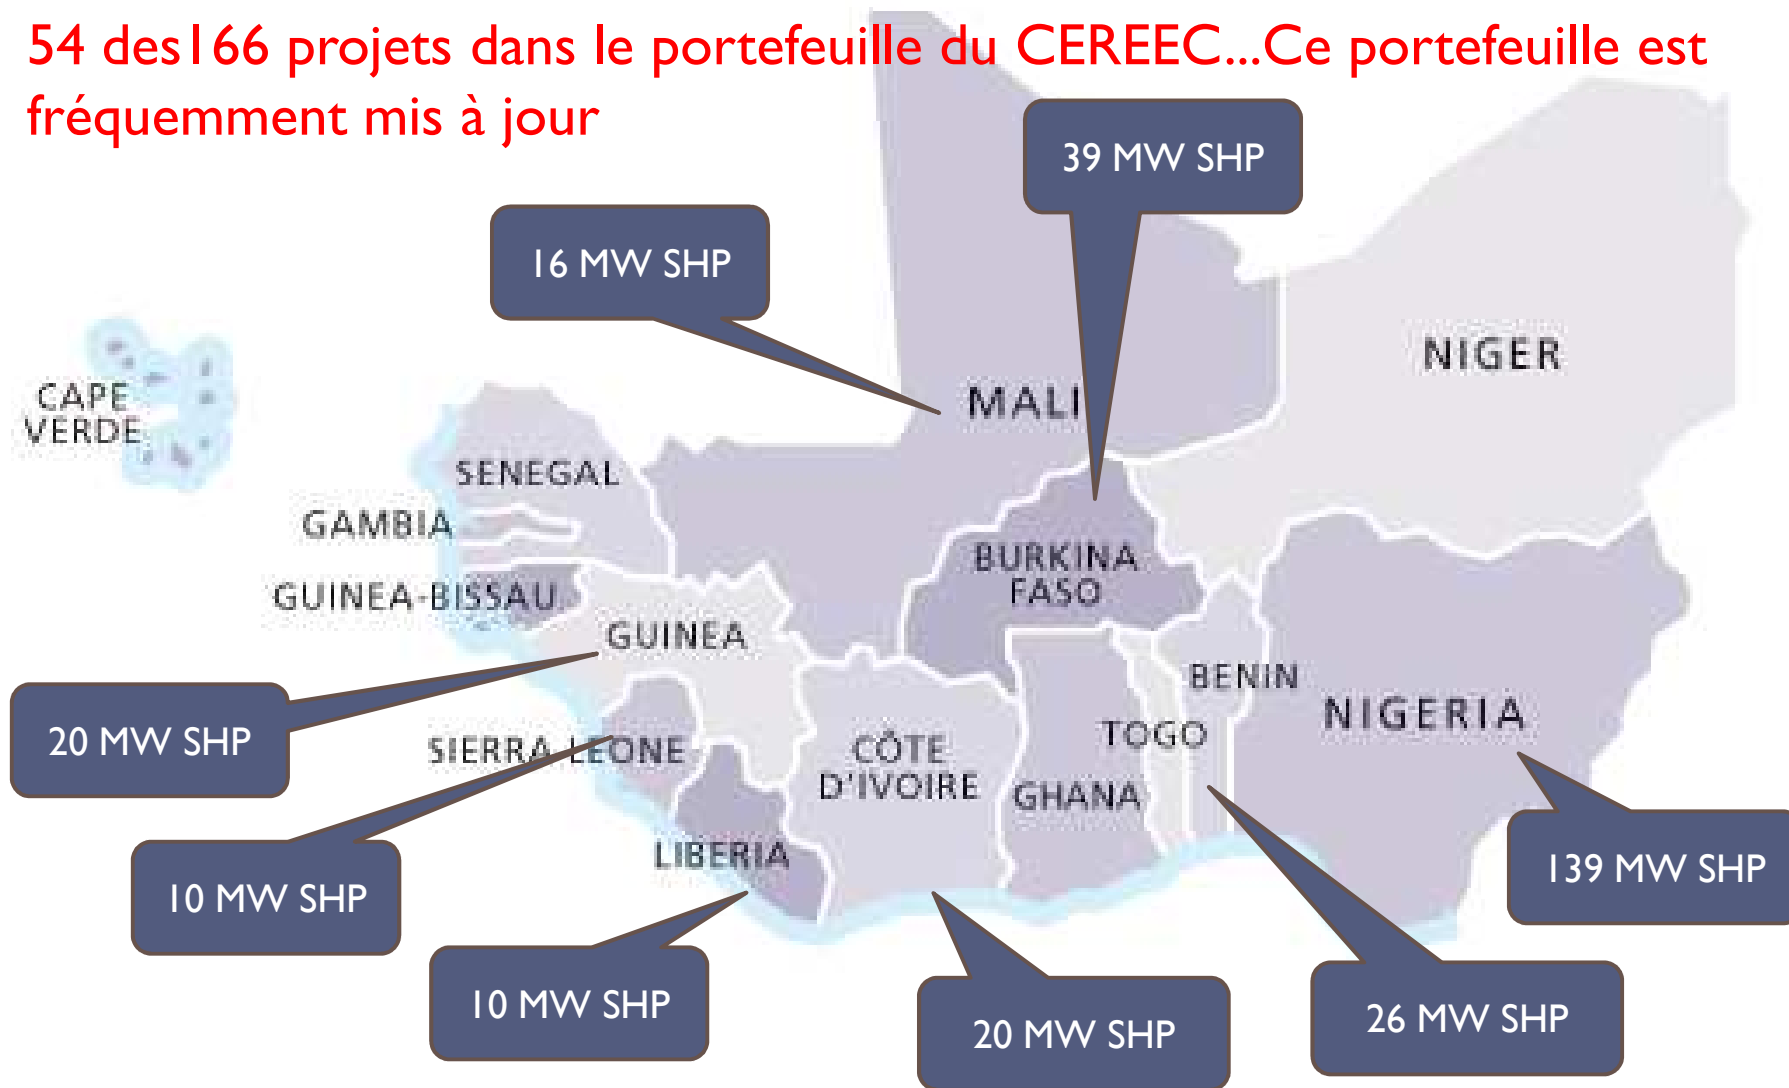 54 des166 projets dans le portefeuille du CEREEC...Ce portefeuille est
fréquemment mis à jour
39 MW SHP
16 MW SHP
NIGER
CAPE
VERDE
MALI
SENEGAL
GAMBIA
BURKINA
FASO
GUINEA-BISSAU
GUINEA
BENIN
NIGERIA
20 MW SHP
SIERRA LEONE
CÔTE
D'IVOIRE
TOGO
GHANA
LIBERIA
139 MW SHP
10 MW SHP
10 MW SHP
20 MW SHP
26 MW SHP